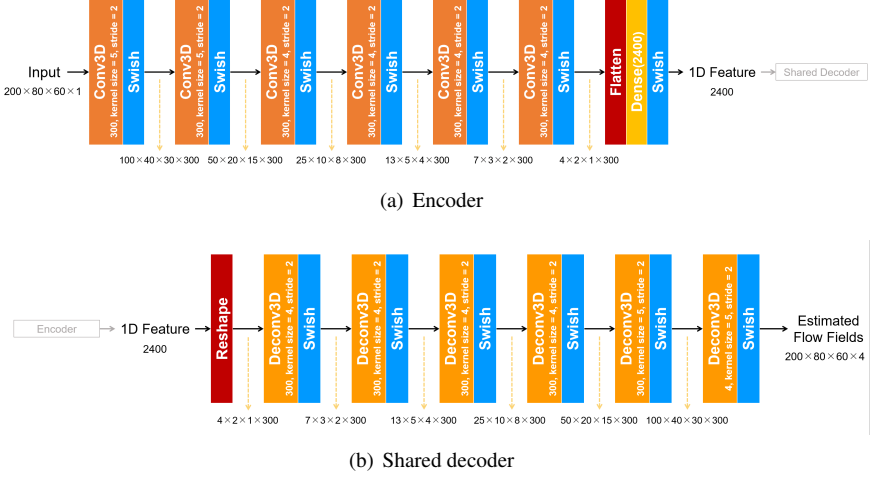 Input
200×80×60×1
Conv3D
300, kernel size = 5, stride = 2
Swish
100×40×30×300
Conv3D
300, kernel size = 5, stride = 2
Swish
50×20×15×300
Conv3D
300, kernel size = 4, stride = 2
Swish
25×10×8×300
Conv3D
300, kernel size = 4, stride = 2
Swish
13×5×4×300
Conv3D
300, kernel size = 4, stride = 2
Swish
7×3×2×300
Conv3D
300, kernel size = 4, stride = 2
Swish
4×2×1×300
Flatten
Dense(2400)
Swish
1D Feature
2400
Shared Decoder
(a) Encoder
Encoder
1D Feature
2400
Reshape
4×2×1×300
Deconv3D
300, kernel size = 4, stride = 2
Swish
7×3×2×300
Deconv3D
300, kernel size = 4, stride = 2
Swish
13×5×4×300
Deconv3D
300, kernel size = 4, stride = 2
Swish
25×10×8×300
Deconv3D
300, kernel size = 4, stride = 2
Swish
50×20×15×300
Deconv3D
300, kernel size = 5, stride = 2
Swish
100×40×30×300
Deconv3D
4, kernel size = 5, stride = 2
Swish
Estimated
Flow Fields
200×80×60×4
(b) Shared decoder